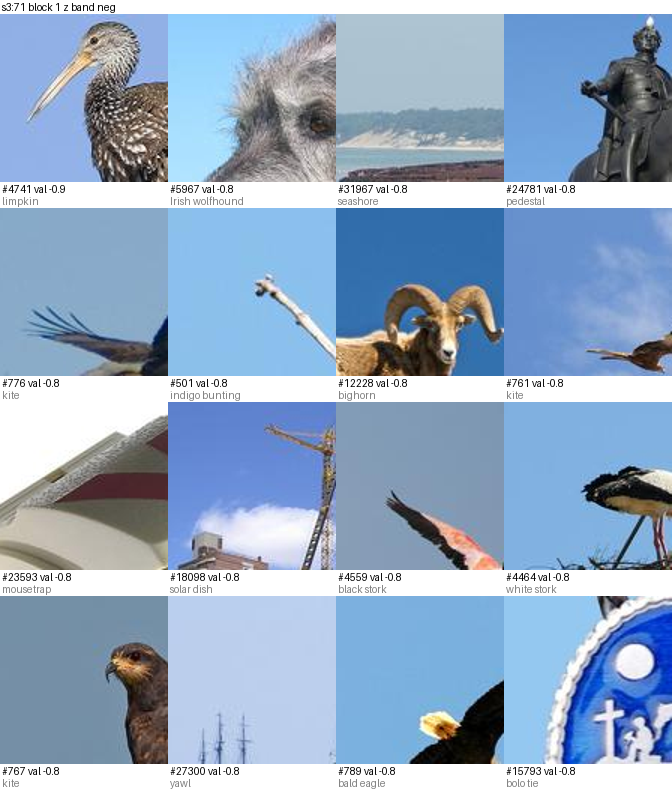 s3:71 block 1 z band neg
#4741 val -0.9
limpkin
#5967 val -0.8
Irish wolfhound
#31967 val -0.8
seashore
#24781 val -0.8
pedestal
#776 val -0.8
kite
#501 val -0.8
indigo bunting
#12228 val -0.8
bighorn
#761 val -0.8
kite
#23593 val -0.8
mousetrap
#18098 val -0.8
solar dish
#4559 val -0.8
black stork
#4464 val -0.8
white stork
#767 val -0.8
kite
#27300 val -0.8
yawl
#789 val -0.8
bald eagle
#15793 val -0.8
bolo tie